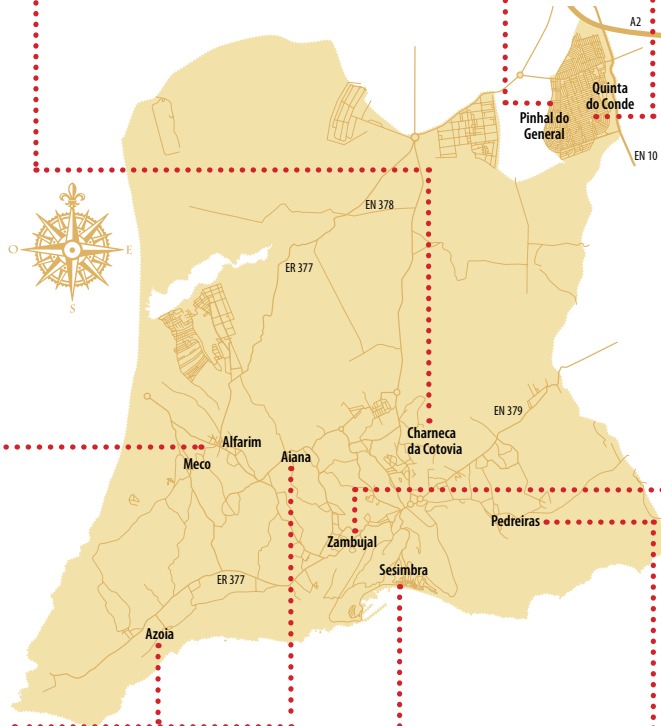 A2
Quinta
do Conde
Pinhal do
General
EN 10
EN 378
O
E
S
ER 377
EN 379
Charneca
da Cotovia
Alfarim
Aiana
Meco
Pedreiras
Zambujal
Sesimbra
ER 377
Azoia